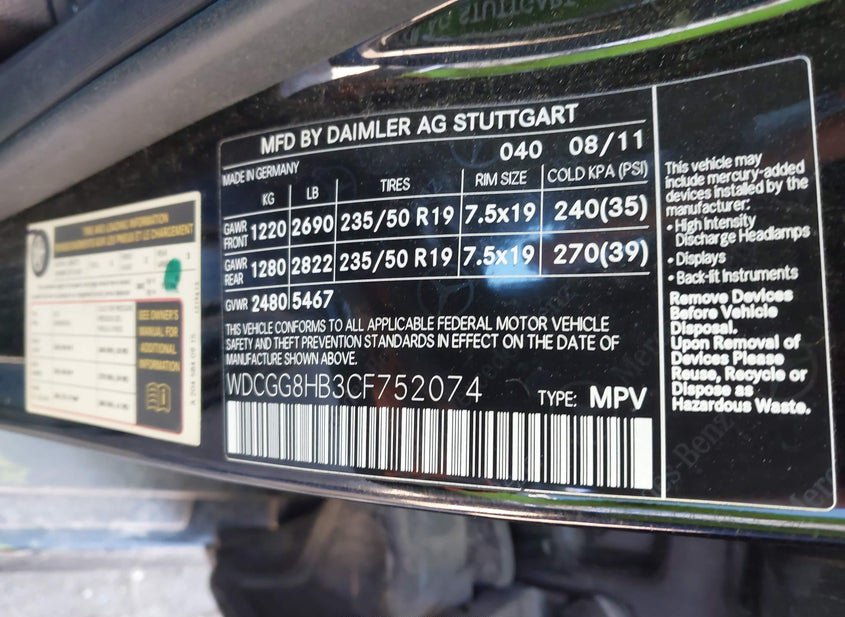 TIRE AND LOADING INFORMATION
SEE OWNER'S
MANUAL FOR
ADDITIONAL
INFORMATION
MFD BY DAIMLER AG STUTTGART
MADE IN GERMANY 040 08/11
KG LB TIRES RIM SIZE COLD KPA (PSI)
GAWR FRONT 1220 2690 235/50 R19 7.5x19 240(35)
GAWR REAR 1280 2822 235/50 R19 7.5x19 270(39)
GVWR 2480 5467
THIS VEHICLE CONFORMS TO ALL APPLICABLE FEDERAL MOTOR VEHICLE
SAFETY AND THEFT PREVENTION STANDARDS IN EFFECT ON THE DATE OF
MANUFACTURE SHOWN ABOVE.
WDCGG8HB3CF752074 TYPE: MPV
This vehicle may
include mercury-added
devices installed by the
manufacturer:
• High Intensity
Discharge Headlamps
• Displays
• Back-lit Instruments
Remove Devices
Before Vehicle
Disposal.
Upon Removal of
Devices Please
Reuse, Recycle or
Dispose as
Hazardous Waste.